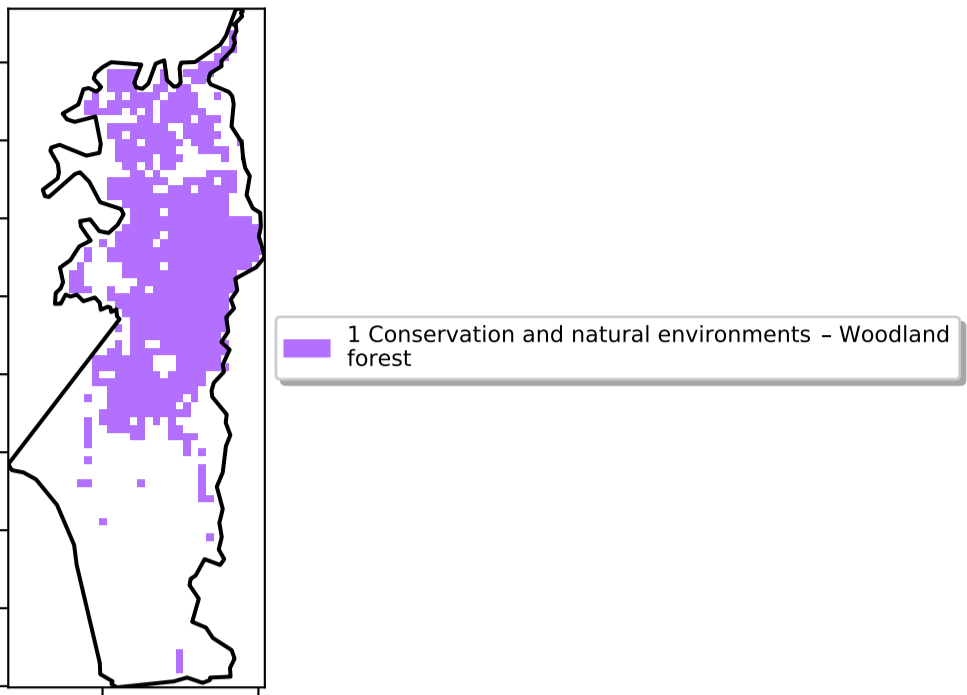 1 Conservation and natural environments – Woodland
forest